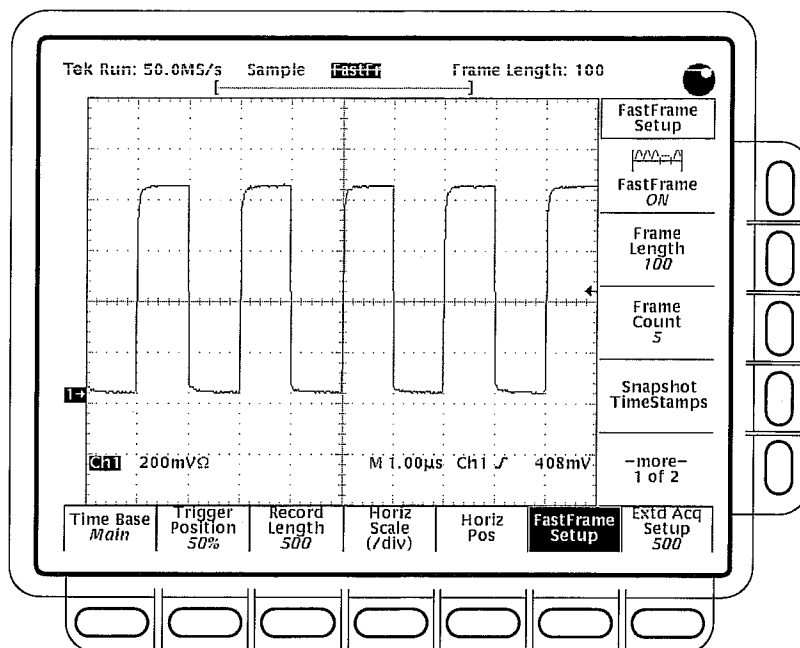 Tek Run: 50.0MS/s Sample FastFr Frame Length: 100
FastFrame
Setup
FastFrame
ON
Frame
Length
100
Frame
Count
5
Snapshot
TimeStamps
1→
Ch1 200mVΩ M 1.00µs Ch1 408mV
–more–
1 of 2
Time Base
Main
Trigger
Position
50%
Record
Length
500
Horiz
Scale
(/div)
Horiz
Pos
FastFrame
Setup
Extd Acq
Setup
500